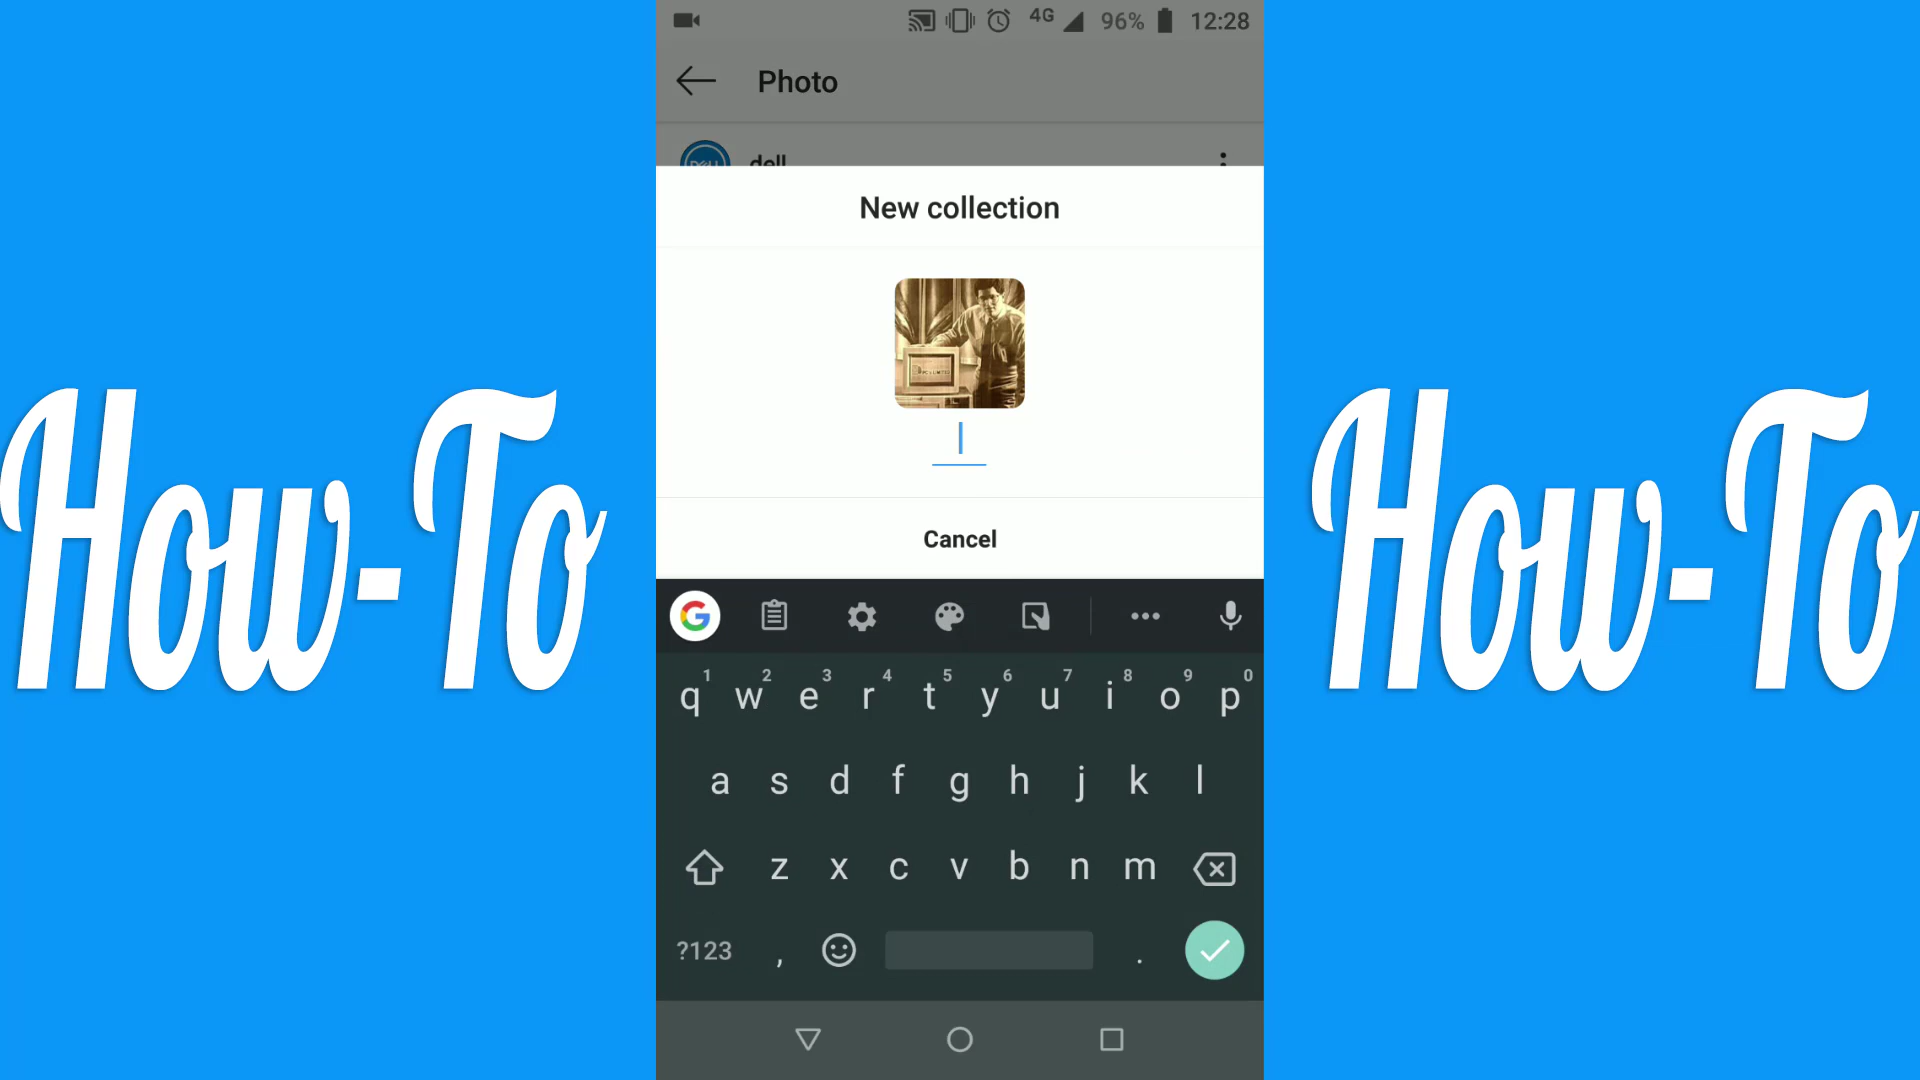 4G 96% 12:28
Photo
DELL dell
New collection
Cancel
G
1 2 3 4 5 6 7 8 9 0
q w e r t y u i o p
a s d f g h j k l
z x c v b n m
?123 , .
How-To How-To